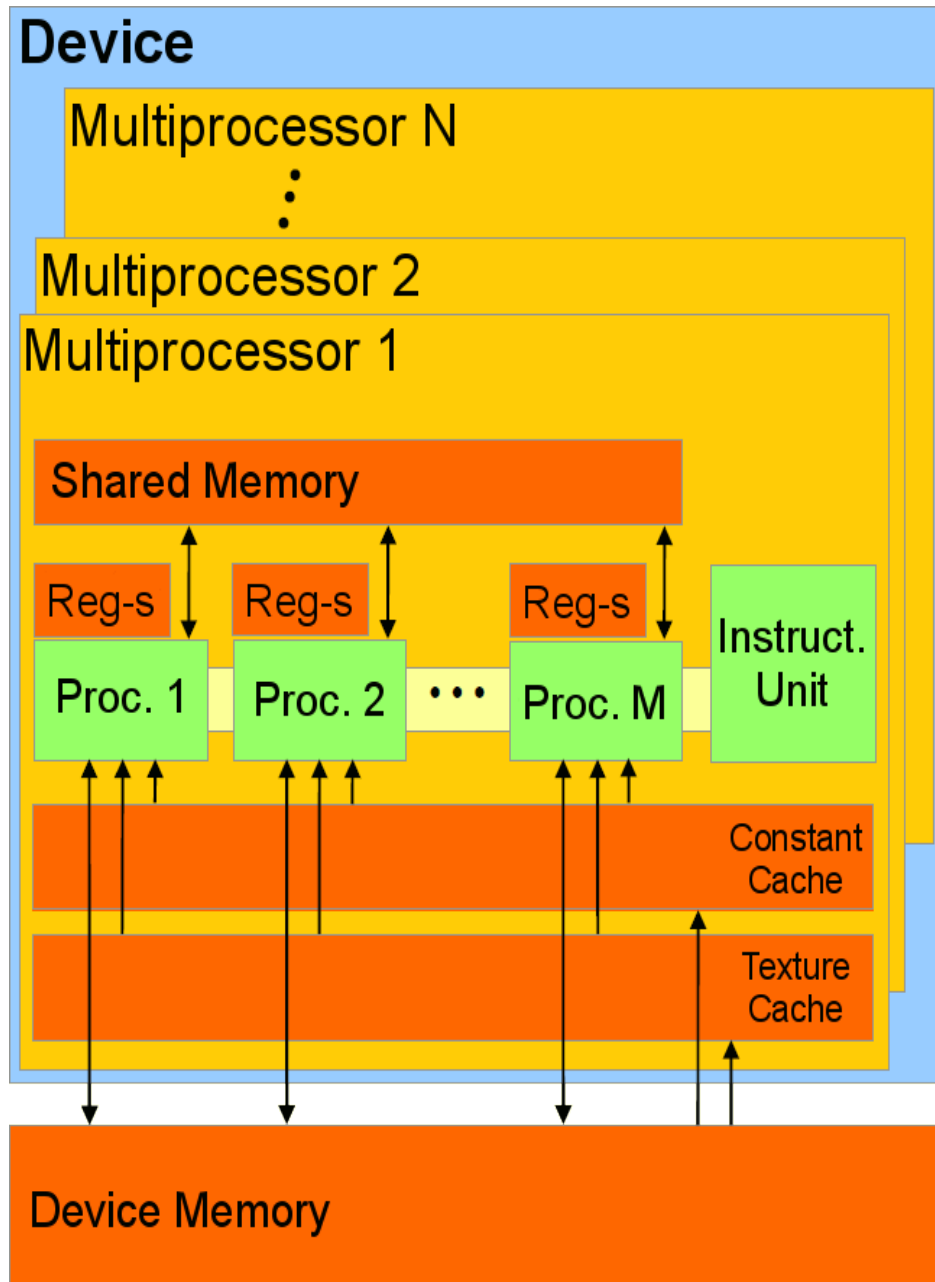 Device
Multiprocessor N
Multiprocessor 2
Multiprocessor 1
Shared Memory
Reg-s
Reg-s
Reg-s
Instruct.
Unit
Proc. 1
Proc. 2
Proc. M
Constant
Cache
Texture
Cache
Device Memory